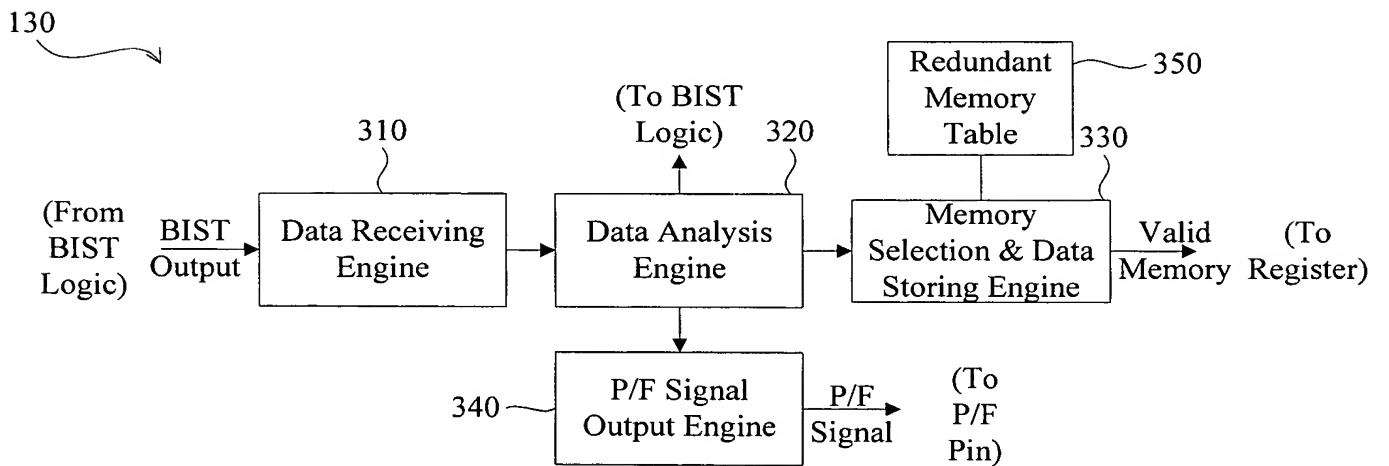 130
Redundant
Memory
Table
350
(To BIST
Logic)
310
320
330
(From
BIST
Logic)
BIST
Output
Data Receiving
Engine
Data Analysis
Engine
Memory
Selection & Data
Storing Engine
Valid
Memory
(To
Register)
340
P/F Signal
Output Engine
P/F
Signal
(To
P/F
Pin)